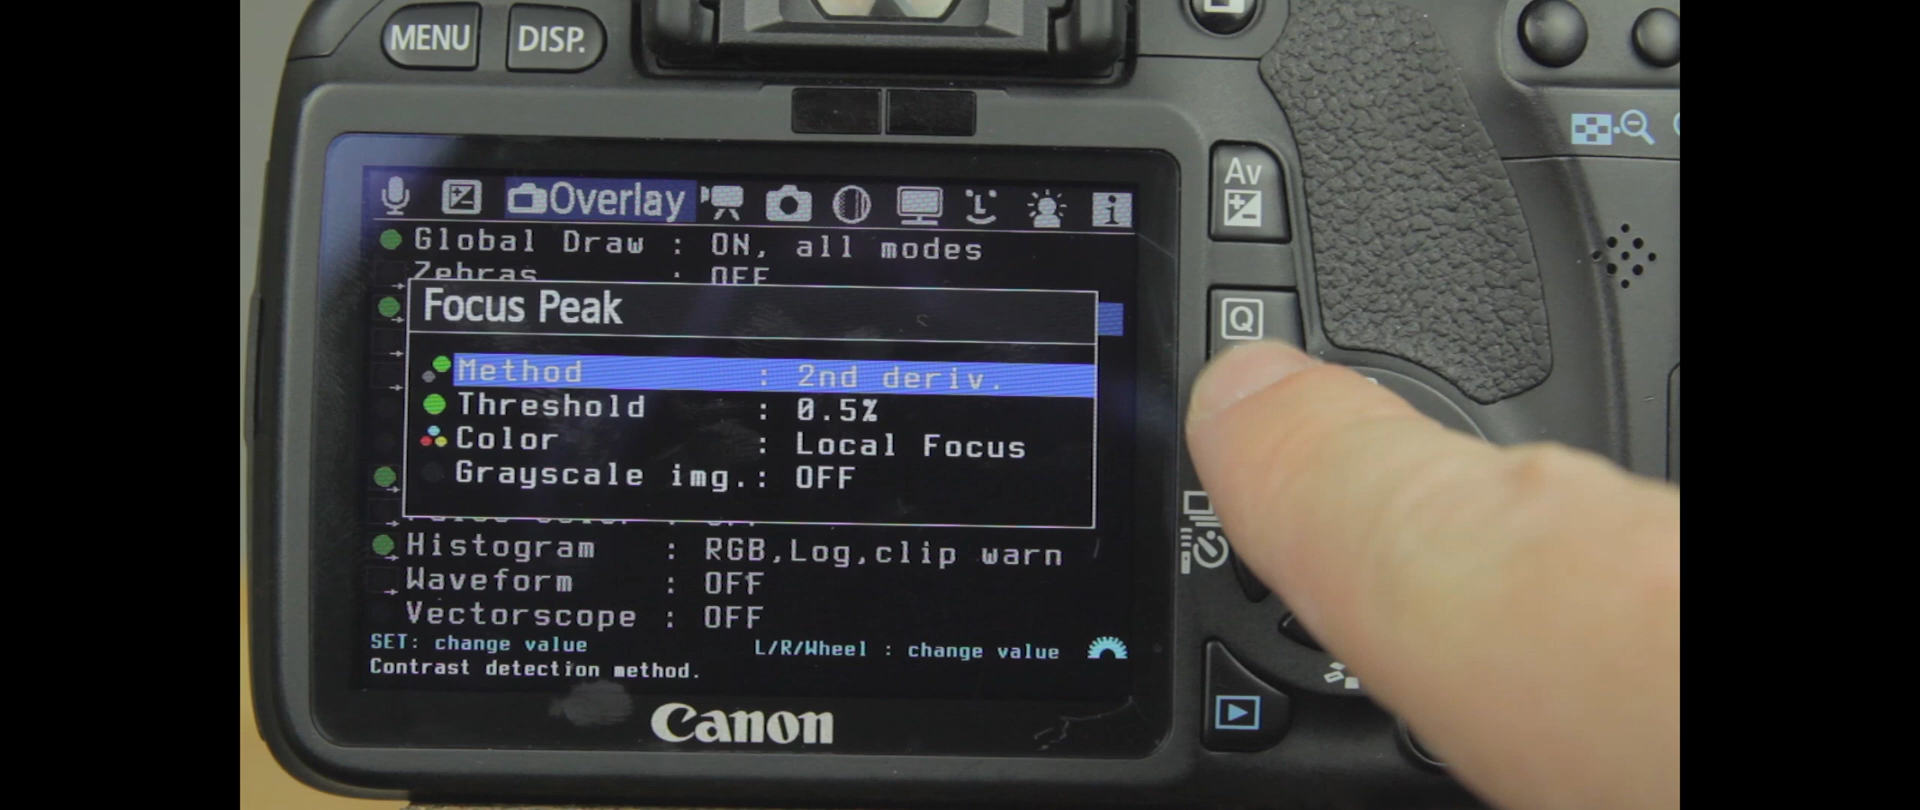 MENU DISP.
Av
Q
Overlay
Global Draw : ON, all modes
Zebras : OFF
Focus Peak
Method : 2nd deriv.
Threshold : 0.5%
Color : Local Focus
Grayscale img.: OFF
Histogram : RGB,Log,clip warn
Waveform : OFF
Vectorscope : OFF
SET: change value L/R/Wheel : change value
Contrast detection method.
Canon